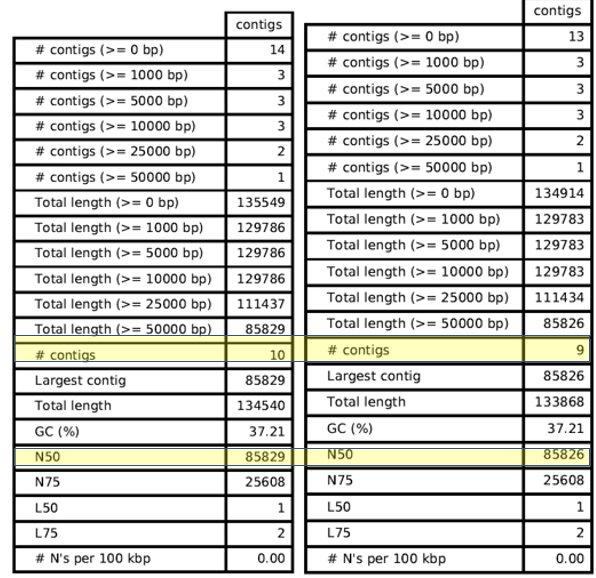 contigs
# contigs (>= 0 bp) 14
# contigs (>= 1000 bp) 3
# contigs (>= 5000 bp) 3
# contigs (>= 10000 bp) 3
# contigs (>= 25000 bp) 2
# contigs (>= 50000 bp) 1
Total length (>= 0 bp) 135549
Total length (>= 1000 bp) 129786
Total length (>= 5000 bp) 129786
Total length (>= 10000 bp) 129786
Total length (>= 25000 bp) 111437
Total length (>= 50000 bp) 85829
# contigs 10
Largest contig 85829
Total length 134540
GC (%) 37.21
N50 85829
N75 25608
L50 1
L75 2
# N's per 100 kbp 0.00
contigs
# contigs (>= 0 bp) 13
# contigs (>= 1000 bp) 3
# contigs (>= 5000 bp) 3
# contigs (>= 10000 bp) 3
# contigs (>= 25000 bp) 2
# contigs (>= 50000 bp) 1
Total length (>= 0 bp) 134914
Total length (>= 1000 bp) 129783
Total length (>= 5000 bp) 129783
Total length (>= 10000 bp) 129783
Total length (>= 25000 bp) 111434
Total length (>= 50000 bp) 85826
# contigs 9
Largest contig 85826
Total length 133868
GC (%) 37.21
N50 85826
N75 25608
L50 1
L75 2
# N's per 100 kbp 0.00